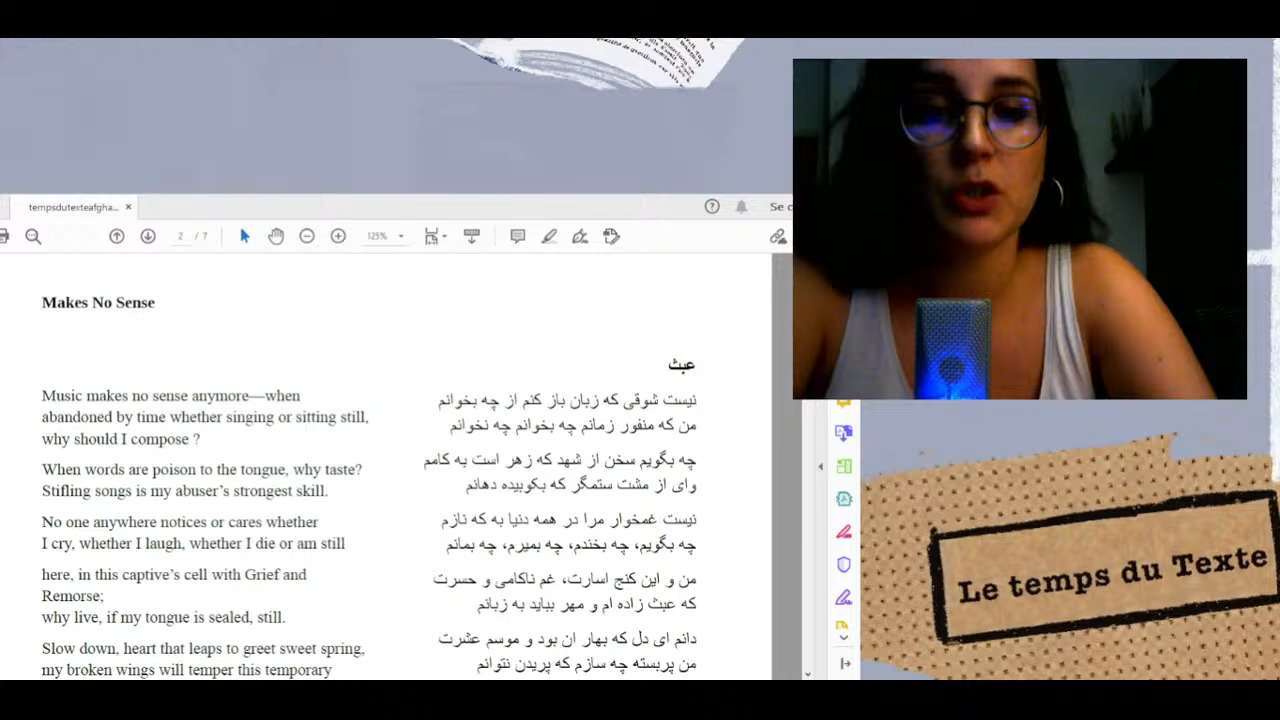 tempsdutexteafgha...
Se c
2 / 7
125%
Makes No Sense
عبث
Music makes no sense anymore—when
abandoned by time whether singing or sitting still,
why should I compose ?
When words are poison to the tongue, why taste?
Stifling songs is my abuser’s strongest skill.
No one anywhere notices or cares whether
I cry, whether I laugh, whether I die or am still
here, in this captive’s cell with Grief and
Remorse;
why live, if my tongue is sealed, still.
Slow down, heart that leaps to greet sweet spring,
my broken wings will temper this temporary
نیست شوقی که زبان باز کنم از چه بخوانم
من که منفور زمانم چه بخوانم چه نخوانم
چه بگویم سخن از شهد که زهر است به کامم
وای از مشت ستمگر که بکوبیده دهانم
نیست غمخوار مرا در همه دنیا به که نازم
چه بگویم، چه بخندم، چه بمیرم، چه بمانم
من و این کنج اسارت، غم ناکامی و حسرت
که عبث زاده ام و مهر بباید به زبانم
دانم ای دل که بهار ان بود و موسم عشرت
من پربسته چه سازم که پریدن نتوانم
Le temps du Texte